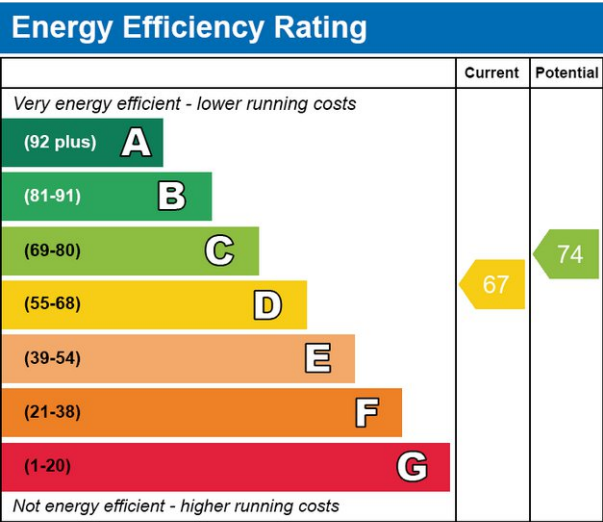 Energy Efficiency Rating
Current Potential
Very energy efficient - lower running costs
(92 plus) A
(81-91) B
(69-80) C
74
(55-68) D
67
(39-54) E
(21-38) F
(1-20) G
Not energy efficient - higher running costs